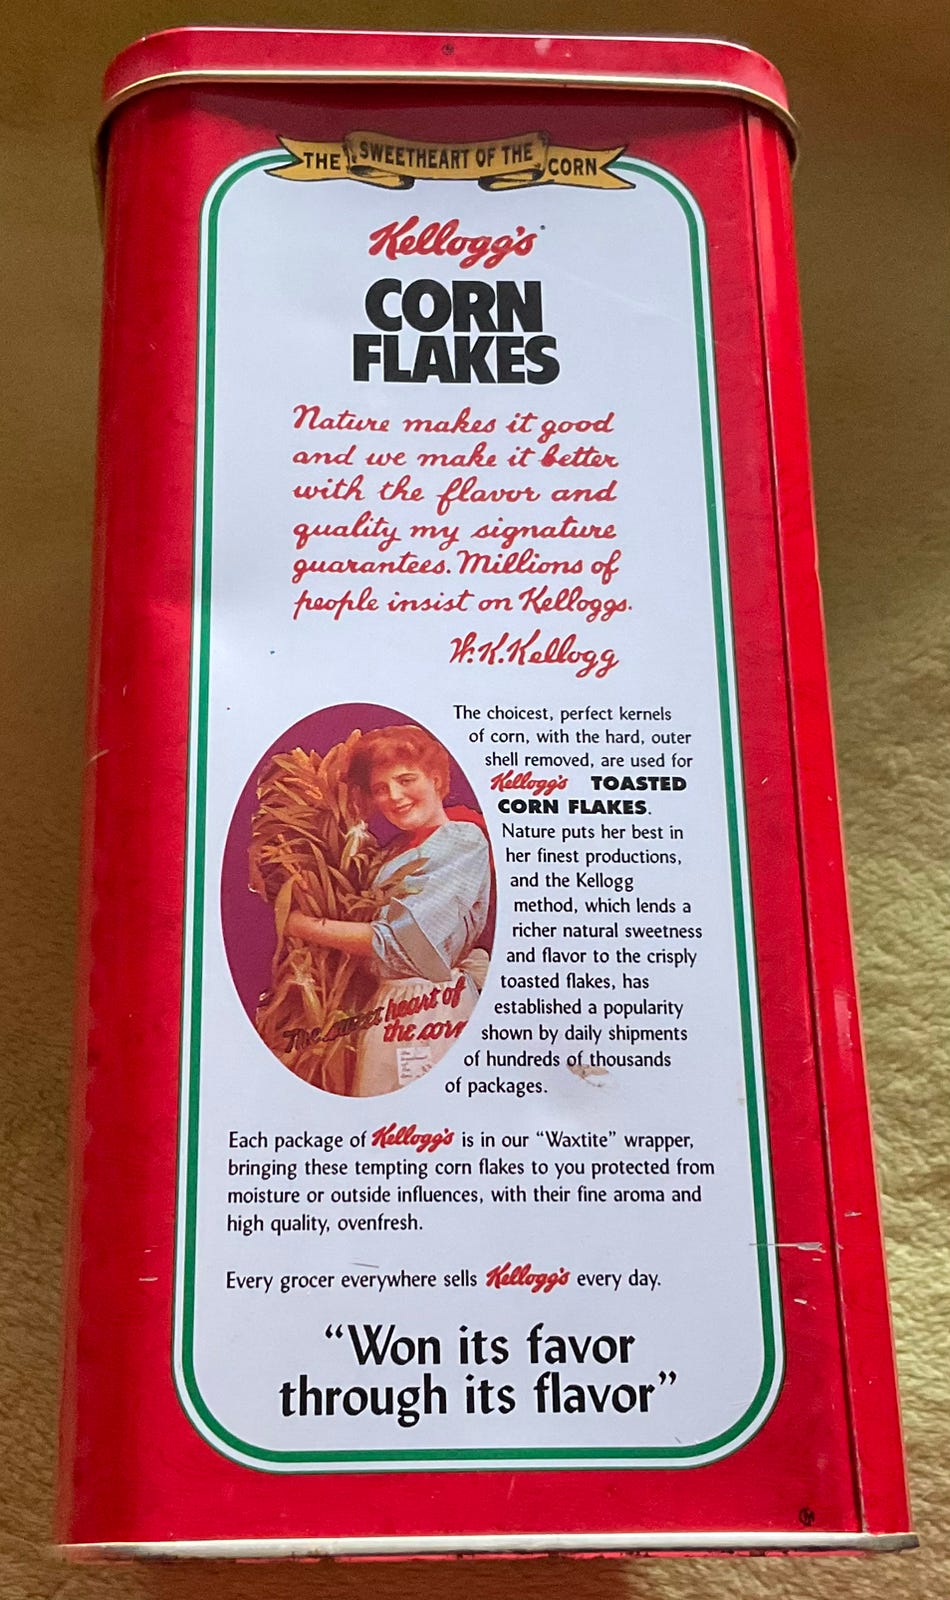 THE SWEETHEART OF THE CORN
Kellogg's
CORN
FLAKES
Nature makes it good
and we make it better
with the flavor and
quality my signature
guarantees. Millions of
people insist on Kelloggs.
W.K.Kellogg
The choicest, perfect kernels
of corn, with the hard, outer
shell removed, are used for
Kellogg's TOASTED
CORN FLAKES.
Nature puts her best in
her finest productions,
and the Kellogg
method, which lends a
richer natural sweetness
and flavor to the crisply
toasted flakes, has
established a popularity
shown by daily shipments
of hundreds of thousands
of packages.
The sweet heart of
the corn
Each package of Kellogg's is in our "Waxtite" wrapper,
bringing these tempting corn flakes to you protected from
moisture or outside influences, with their fine aroma and
high quality, ovenfresh.
Every grocer everywhere sells Kellogg's every day.
"Won its favor
through its flavor"